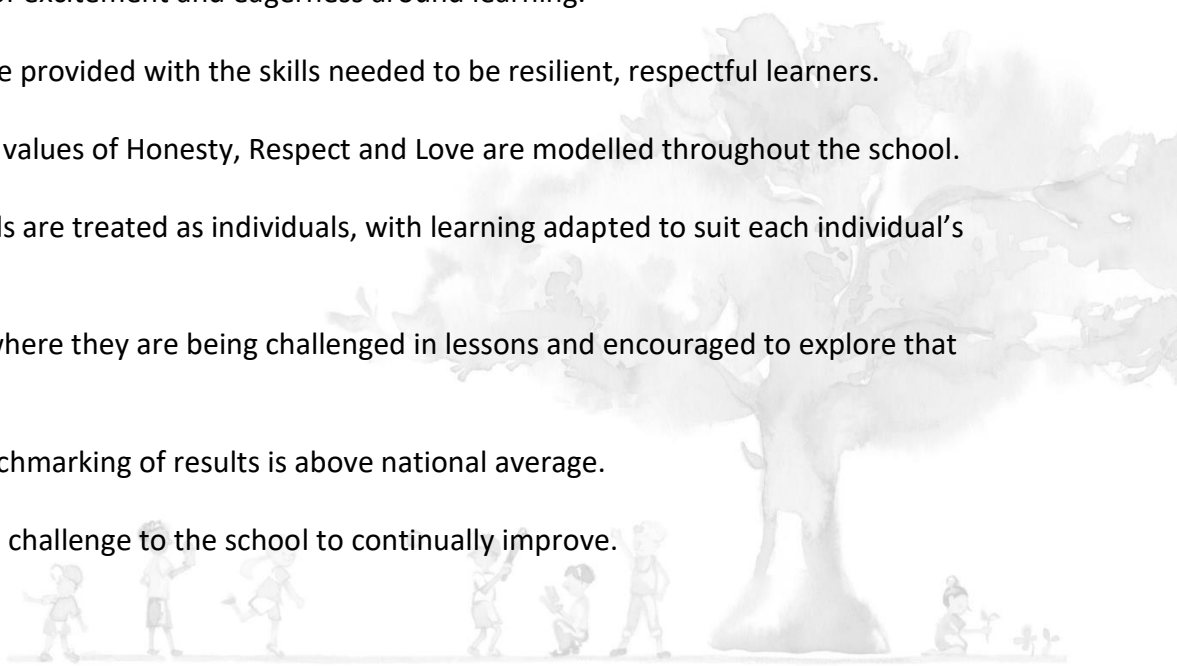 of excitement and eagerness around learning.
e provided with the skills needed to be resilient, respectful learners.
values of Honesty, Respect and Love are modelled throughout the school.
ls are treated as individuals, with learning adapted to suit each individual's
where they are being challenged in lessons and encouraged to explore that
chmarking of results is above national average.
challenge to the school to continually improve.